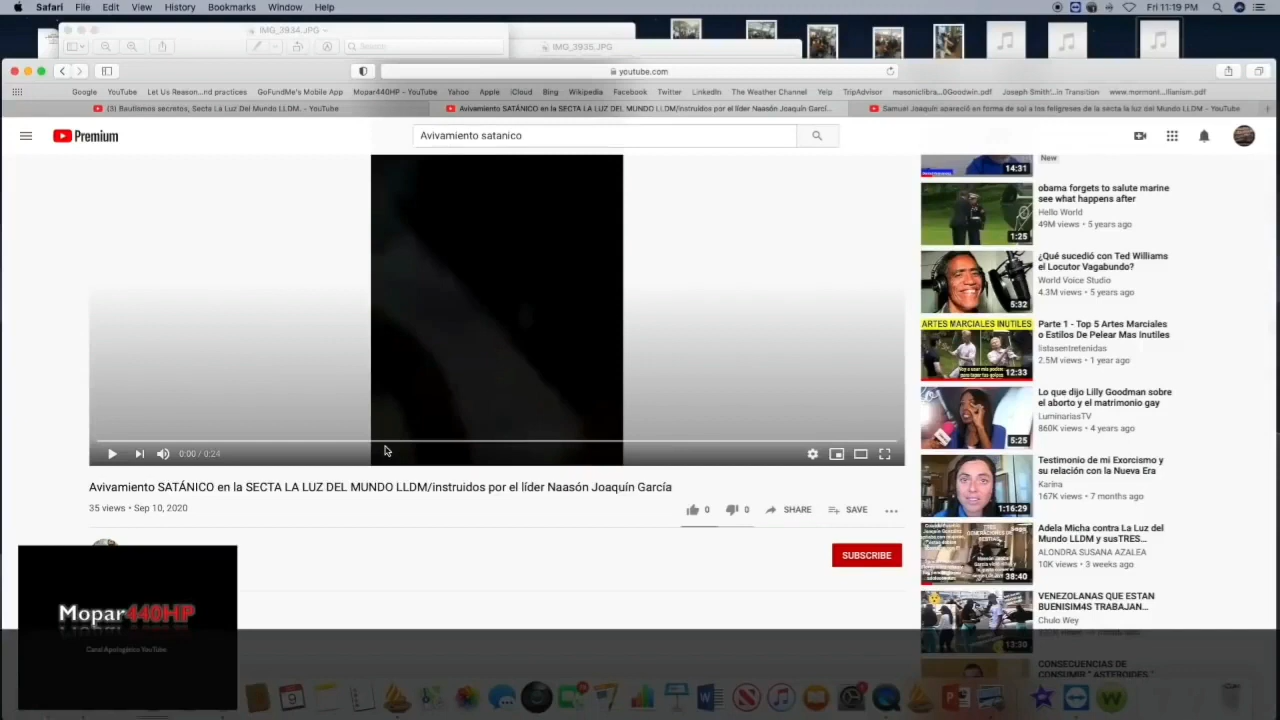 Safari File Edit View History Bookmarks Window Help
Fri 11:19 PM
IMG_3934.JPG
Search
IMG_3935.JPG
youtube.com
Google YouTube Let Us Reason...nd practices GoFundMe's Mobile App Mopar440HP – YouTube Yahoo Apple iCloud Bing Wikipedia Facebook Twitter LinkedIn The Weather Channel Yelp TripAdvisor masoniclibra...0Goodwin.pdf Joseph Smith'...in Transition www.mormont...llianism.pdf
(3) Bautismos secretos, Secta La Luz Del Mundo LLDM. - YouTube
Avivamiento SATÁNICO en la SECTA LA LUZ DEL MUNDO LLDM/instruidos por el líder Naasón Joaquín Garcí...
Samuel Joaquín apareció en forma de sol a los feligreses de la secta la luz del Mundo LLDM - YouTube
Premium
Avivamiento satanico
0:00 / 0:24
Avivamiento SATÁNICO en la SECTA LA LUZ DEL MUNDO LLDM/instruidos por el líder Naasón Joaquín García
35 views • Sep 10, 2020
0 0 SHARE SAVE
SUBSCRIBE
14:31
New
obama forgets to salute marine
see what happens after
Hello World
49M views • 5 years ago
1:25
¿Qué sucedió con Ted Williams
el Locutor Vagabundo?
World Voice Studio
4.3M views • 5 years ago
5:32
ARTES MARCIALES INUTILES
Parte 1 - Top 5 Artes Marciales
o Estilos De Pelear Mas Inutiles
listasentretenidas
2.5M views • 1 year ago
12:33
Lo que dijo Lilly Goodman sobre
el aborto y el matrimonio gay
LuminariasTV
860K views • 4 years ago
5:25
Testimonio de mi Exorcismo y
su relación con la Nueva Era
Karina
167K views • 7 months ago
1:16:29
Adela Micha contra La Luz del
Mundo LLDM y susTRES...
ALONDRA SUSANA AZALEA
10K views • 3 weeks ago
38:40
VENEZOLANAS QUE ESTAN
BUENISIM4S TRABAJAN...
Chulo Wey
13:30
CONSECUENCIAS DE
CONSUMIR " ASTEROIDES "
Mopar440HP
Canal Apologético YouTube